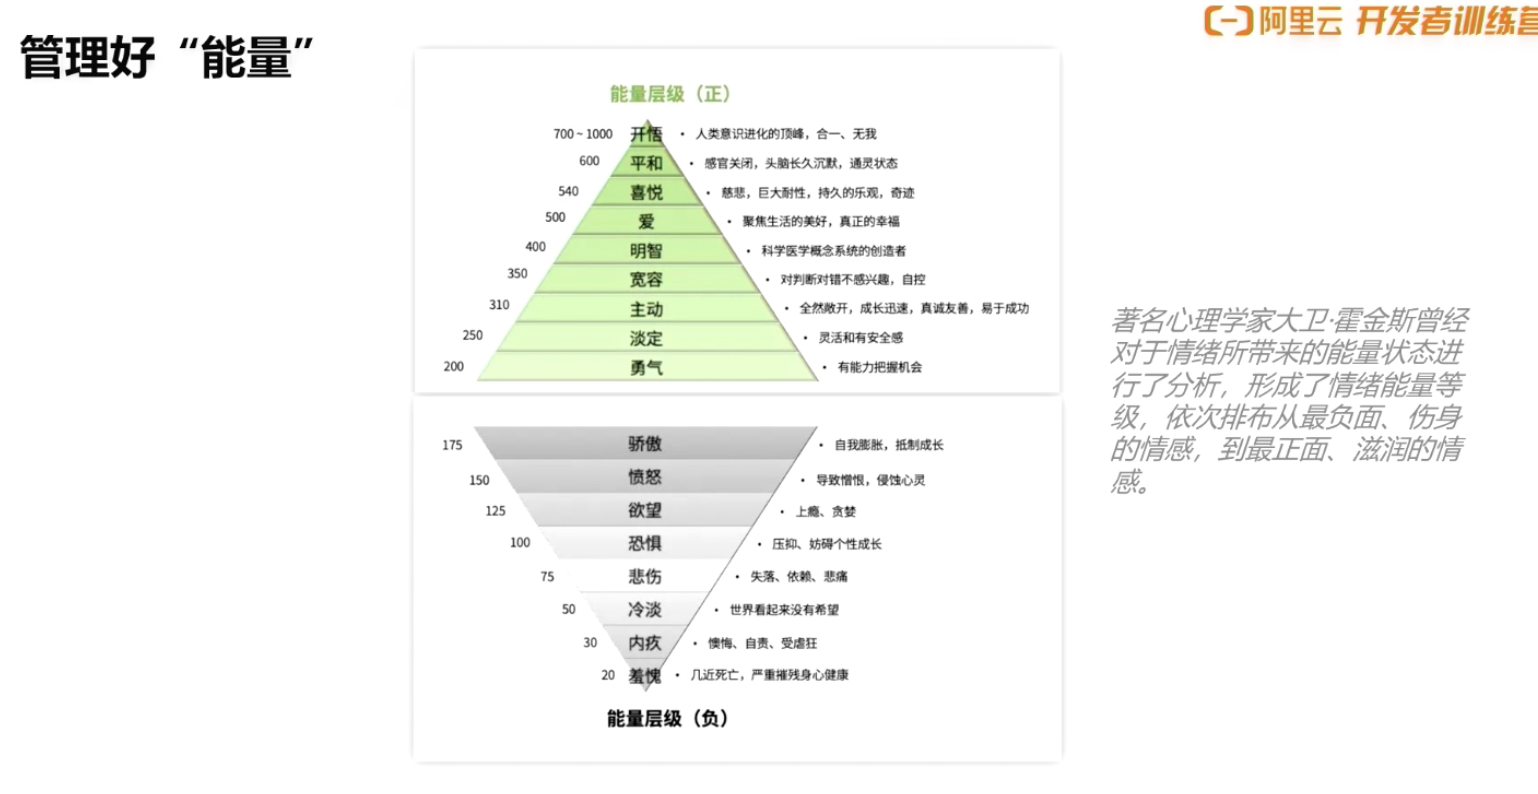 管理好“能量”
阿里云 开发者训练营
能量层级（正）
700 ~ 1000 开悟 • 人类意识进化的顶峰，合一、无我
600 平和 • 感官关闭，头脑长久沉默，通灵状态
540 喜悦 • 慈悲，巨大耐性，持久的乐观，奇迹
500 爱 • 聚焦生活的美好，真正的幸福
400 明智 • 科学医学概念系统的创造者
350 宽容 • 对判断对错不感兴趣，自控
310 主动 • 全然敞开，成长迅速，真诚友善，易于成功
250 淡定 • 灵活和有安全感
200 勇气 • 有能力把握机会
175 骄傲 • 自我膨胀，抵制成长
150 愤怒 • 导致憎恨，侵蚀心灵
125 欲望 • 上瘾、贪婪
100 恐惧 • 压抑、妨碍个性成长
75 悲伤 • 失落、依赖、悲痛
50 冷淡 • 世界看起来没有希望
30 内疚 • 懊悔、自责、受虐狂
20 羞愧 • 几近死亡，严重摧残身心健康
能量层级（负）
著名心理学家大卫·霍金斯曾经
对于情绪所带来的能量状态进
行了分析，形成了情绪能量等
级，依次排布从最负面、伤身
的情感，到最正面、滋润的情
感。